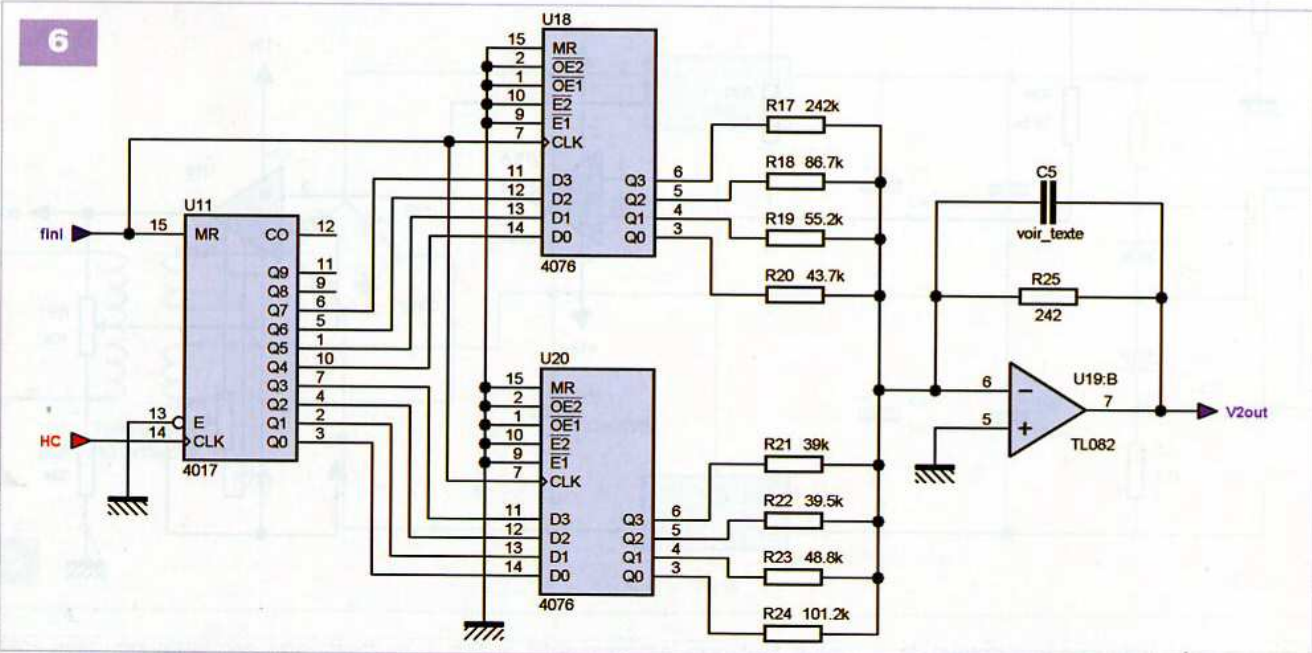 6
U18
15 MR
2 OE2
1 OE1
10 E2
9 E1
7 CLK
11 D3
12 D2
13 D1
14 D0
Q3 6
Q2 5
Q1 4
Q0 3
4076
R17 242k
R18 86.7k
R19 55.2k
R20 43.7k
C5
voir_texte
R25
242
fInI
U11
15 MR
CO 12
Q9 11
Q8 9
Q7 6
Q6 5
Q5 1
Q4 10
Q3 7
Q2 4
Q1 2
Q0 3
13 E
HC
14 CLK
4017
U20
15 MR
2 OE2
1 OE1
10 E2
9 E1
7 CLK
11 D3
12 D2
13 D1
14 D0
Q3 6
Q2 5
Q1 4
Q0 3
4076
R21 39k
R22 39.5k
R23 48.8k
R24 101.2k
6 −
5 +
U19:B
7
TL082
V2out